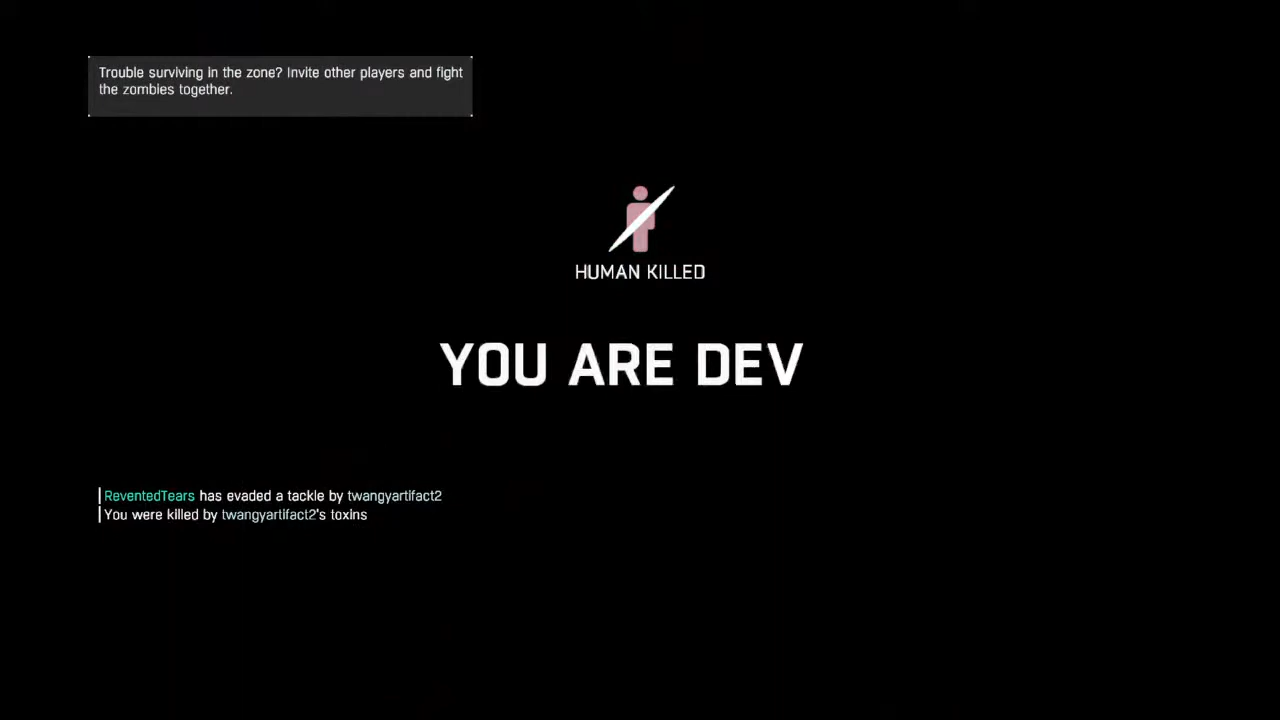 Trouble surviving in the zone? Invite other players and fight
the zombies together.
HUMAN KILLED
YOU ARE DEV
ReventedTears has evaded a tackle by twangyartifact2
You were killed by twangyartifact2's toxins